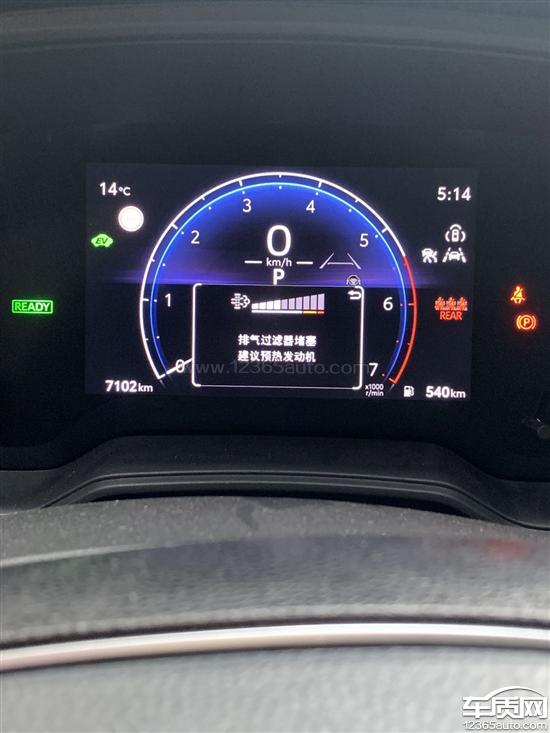 14℃
5:14
3
4
2
5
0
km/h
EV
P
1
6
READY
REAR
排气过滤器堵塞
建议预热发动机
www.12365auto.com
0
7
x1000
r/min
7102km
540km
车质网
12365auto.com